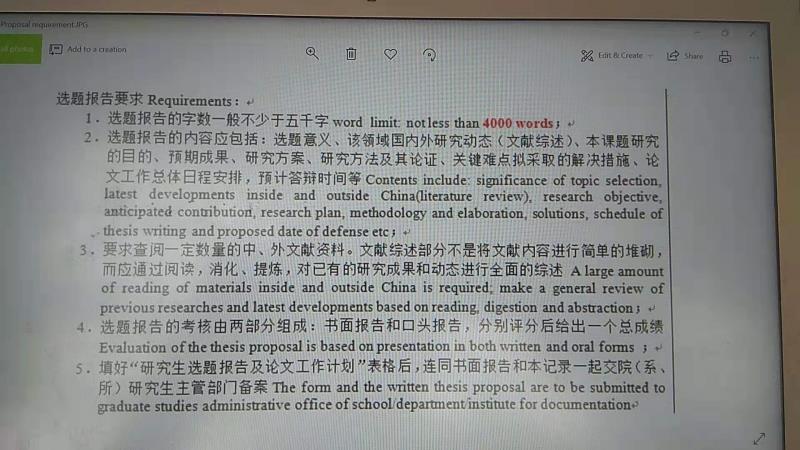 Proposal requirement.JPG
all photos
Add to a creation
Edit & Create
Share
选题报告要求 Requirements：
1．选题报告的字数一般不少于五千字 word limit: not less than 4000 words；
2．选题报告的内容应包括：选题意义、该领域国内外研究动态（文献综述）、本课题研究
的目的、预期成果、研究方案、研究方法及其论证、关键难点拟采取的解决措施、论
文工作总体日程安排，预计答辩时间等 Contents include: significance of topic selection,
latest developments inside and outside China(literature review), research objective,
anticipated contribution, research plan, methodology and elaboration, solutions, schedule of
thesis writing and proposed date of defense etc；
3．要求查阅一定数量的中、外文献资料。文献综述部分不是将文献内容进行简单的堆砌，
而应通过阅读，消化、提炼，对已有的研究成果和动态进行全面的综述 A large amount
of reading of materials inside and outside China is required; make a general review of
previous researches and latest developments based on reading, digestion and abstraction；
4．选题报告的考核由两部分组成：书面报告和口头报告，分别评分后给出一个总成绩
Evaluation of the thesis proposal is based on presentation in both written and oral forms ；
5．填好“研究生选题报告及论文工作计划”表格后，连同书面报告和本记录一起交院（系、
所）研究生主管部门备案 The form and the written thesis proposal are to be submitted to
graduate studies administrative office of school/department/institute for documentation